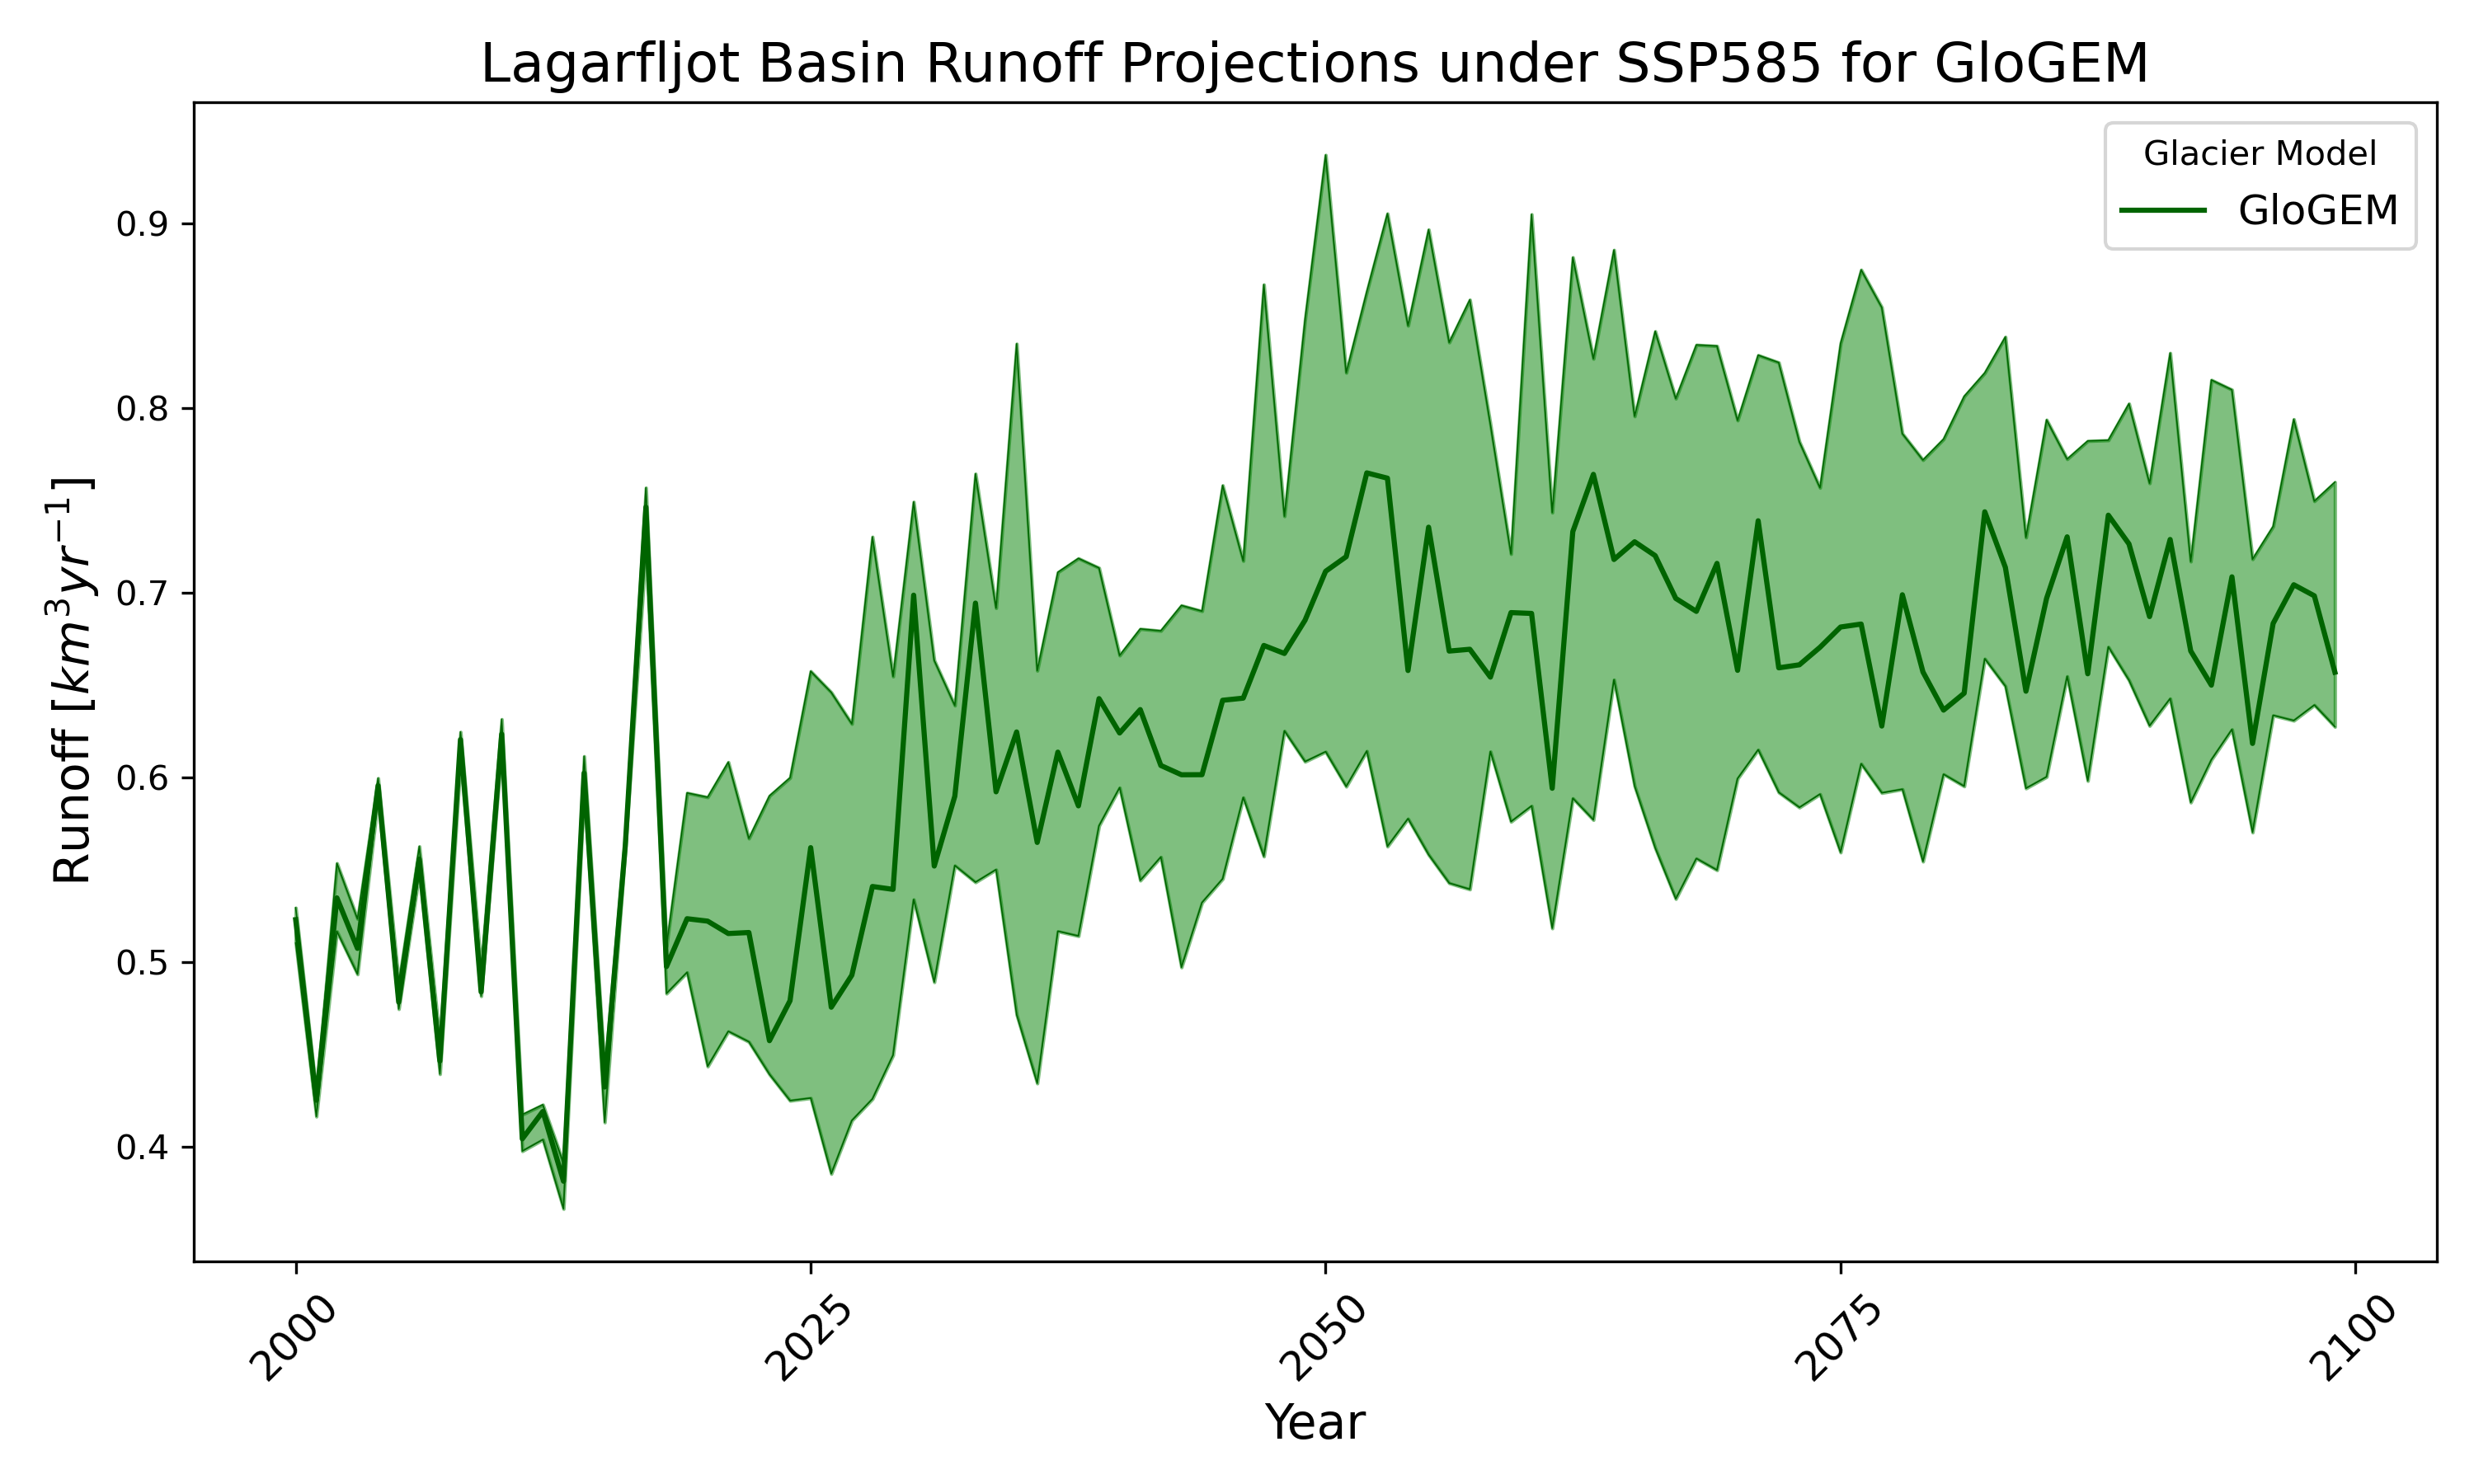 Lagarfljot Basin Runoff Projections under SSP585 for GloGEM
Glacier Model
GloGEM
Runoff [km³yr⁻¹]
0.9
0.8
0.7
0.6
0.5
0.4
2000
2025
2050
2075
2100
Year